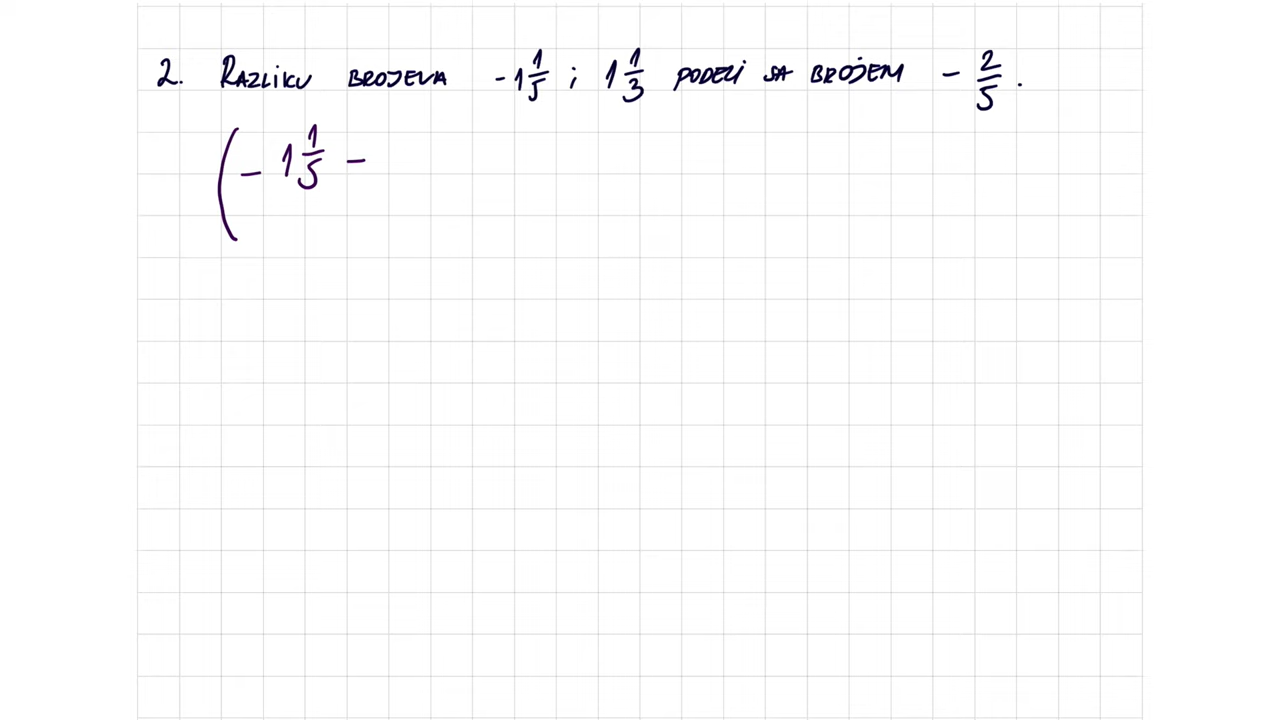 2. RAZLIKU BROJEVA -1 1/5 i 1 1/3 PODELI SA BROJEM - 2/5.
(- 1 1/5 -